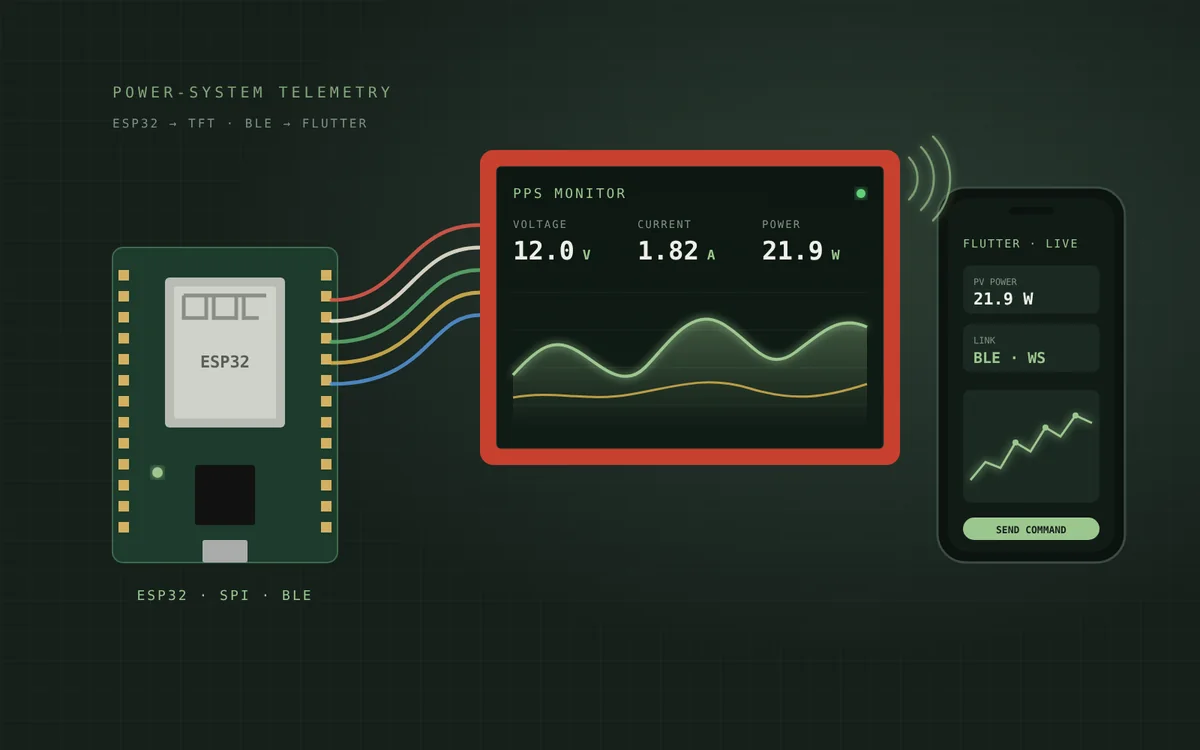 POWER-SYSTEM TELEMETRY
ESP32 → TFT · BLE → FLUTTER
PPS MONITOR
VOLTAGE CURRENT POWER
12.0 V 1.82 A 21.9 W
ESP32
ESP32 · SPI · BLE
FLUTTER · LIVE
PV POWER
21.9 W
LINK
BLE · WS
SEND COMMAND